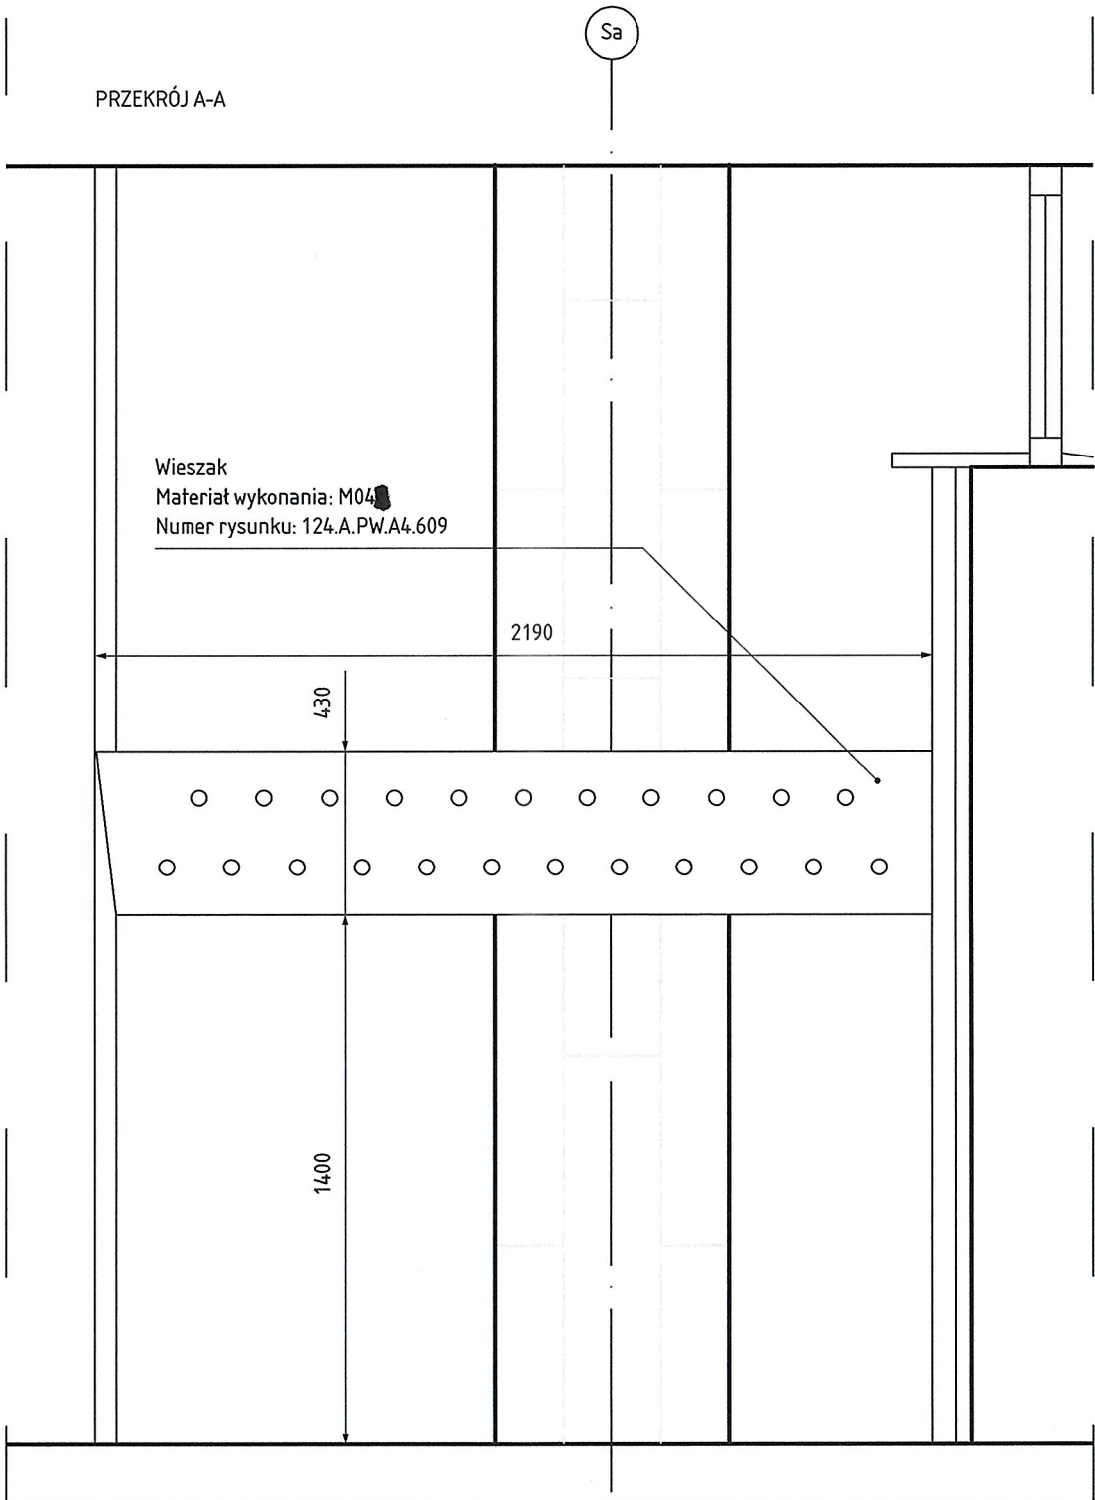 Sa
PRZEKRÓJ A-A
Wieszak
Materiał wykonania: M04
Numer rysunku: 124.A.PW.A4.609
2190
430
1400